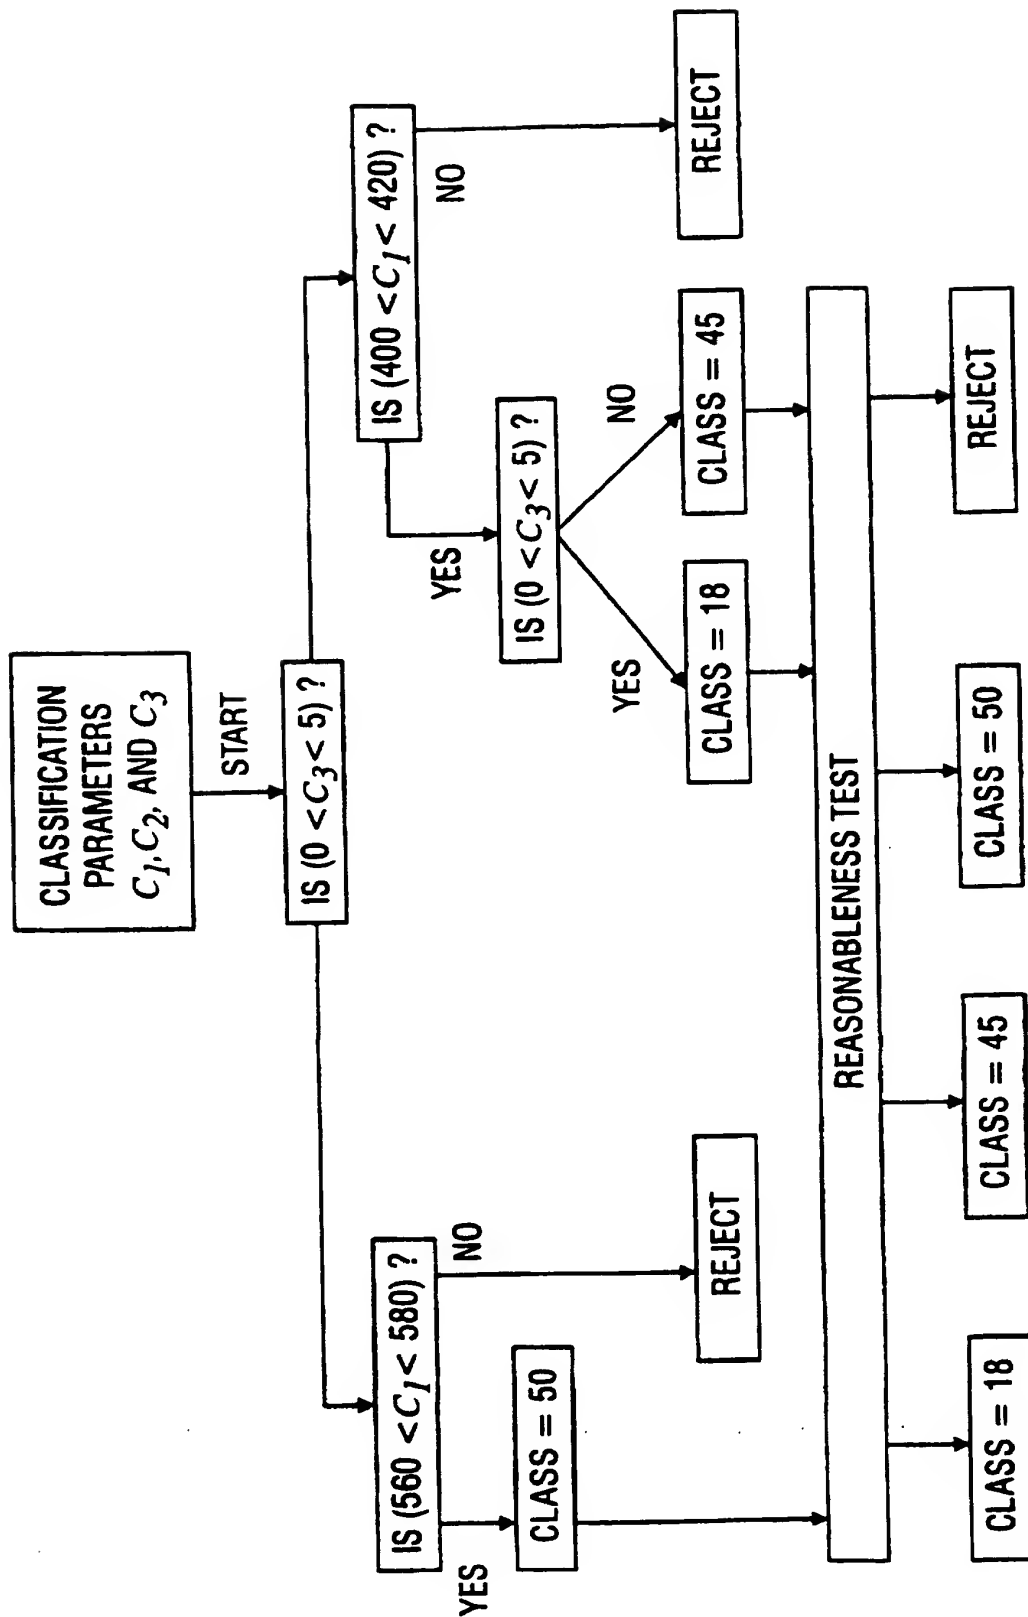 CLASSIFICATION
PARAMETERS
C1, C2, AND C3
START
IS (0 < C3 < 5) ?
IS (560 < C1 < 580) ?
YES
NO
CLASS = 50
REJECT
IS (400 < C1 < 420) ?
YES
NO
IS (0 < C3 < 5) ?
YES
NO
CLASS = 18
CLASS = 45
REJECT
REASONABLENESS TEST
CLASS = 18
CLASS = 45
CLASS = 50
REJECT